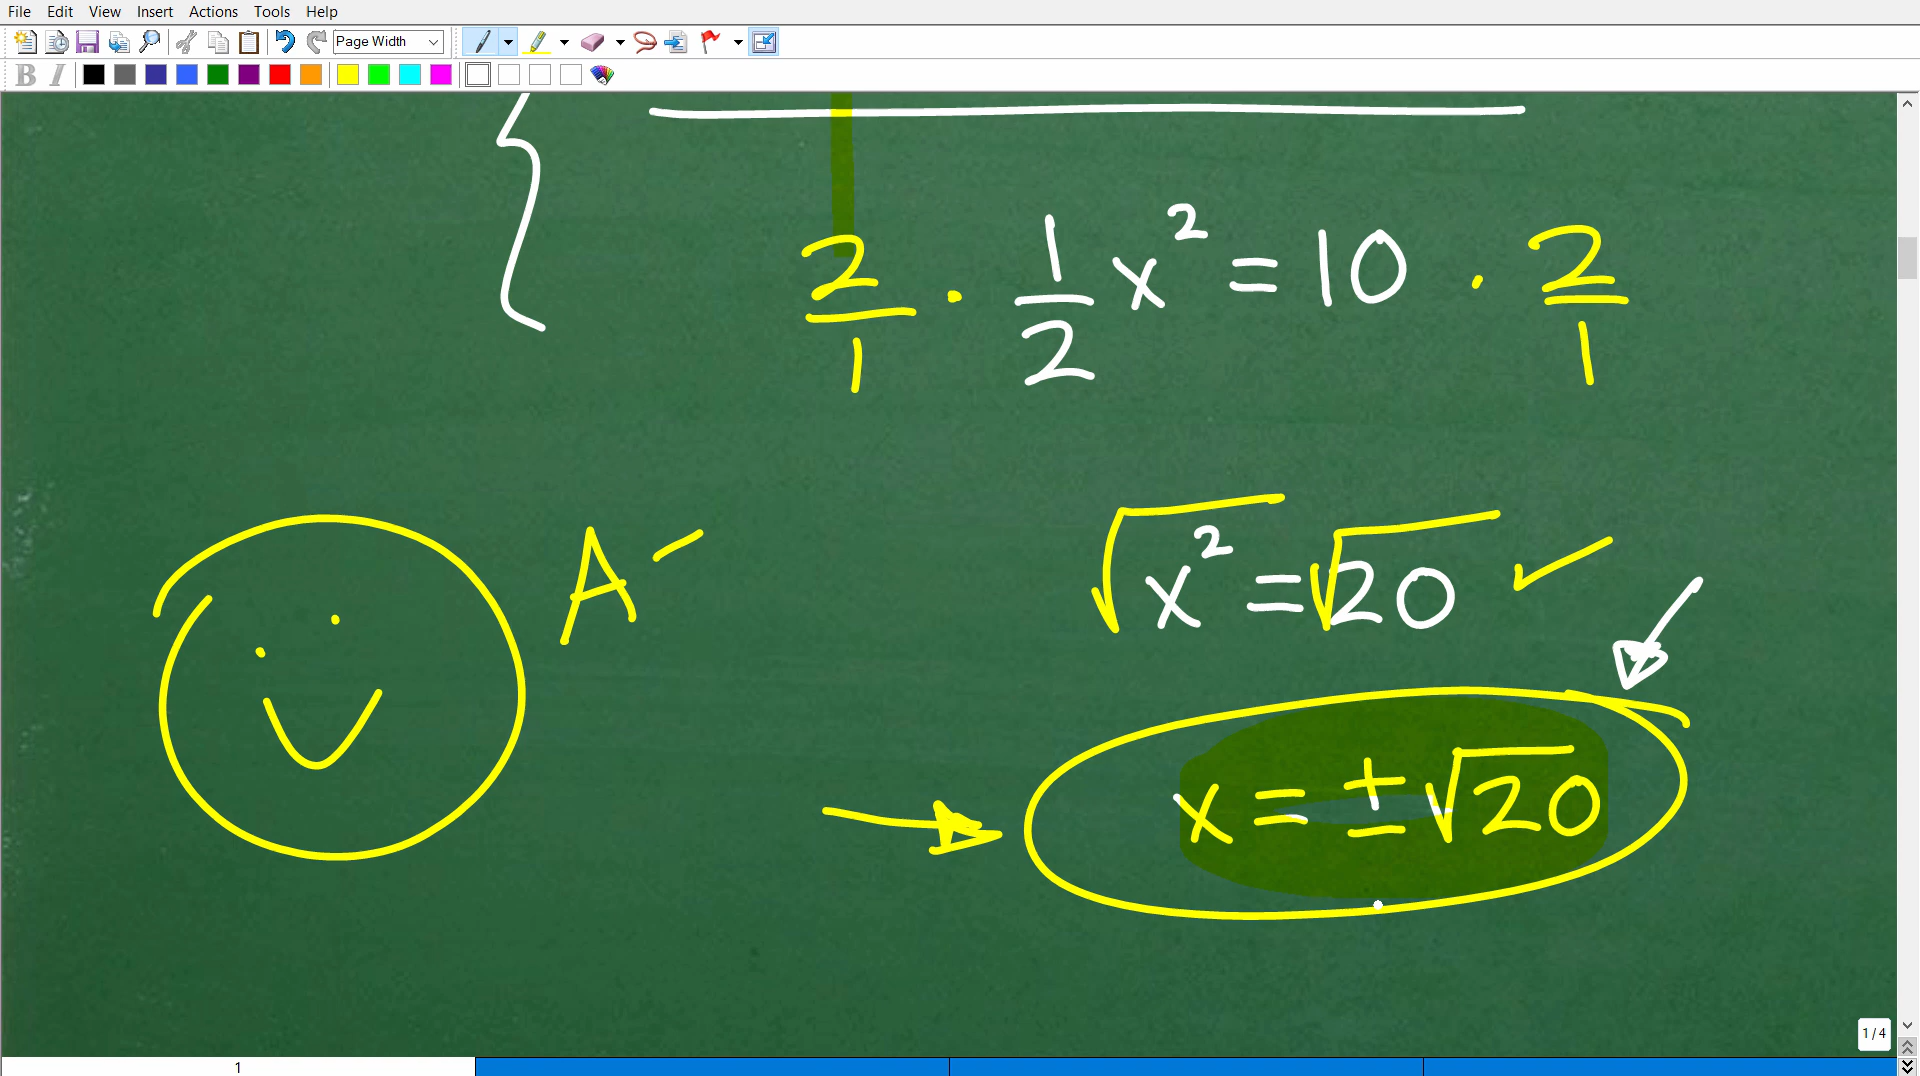 File Edit View Insert Actions Tools Help
Page Width
B I
2/1 · 1/2 x² = 10 · 2/1
A-
√x² = √20 ✓
x = ±√20
1 / 4
1